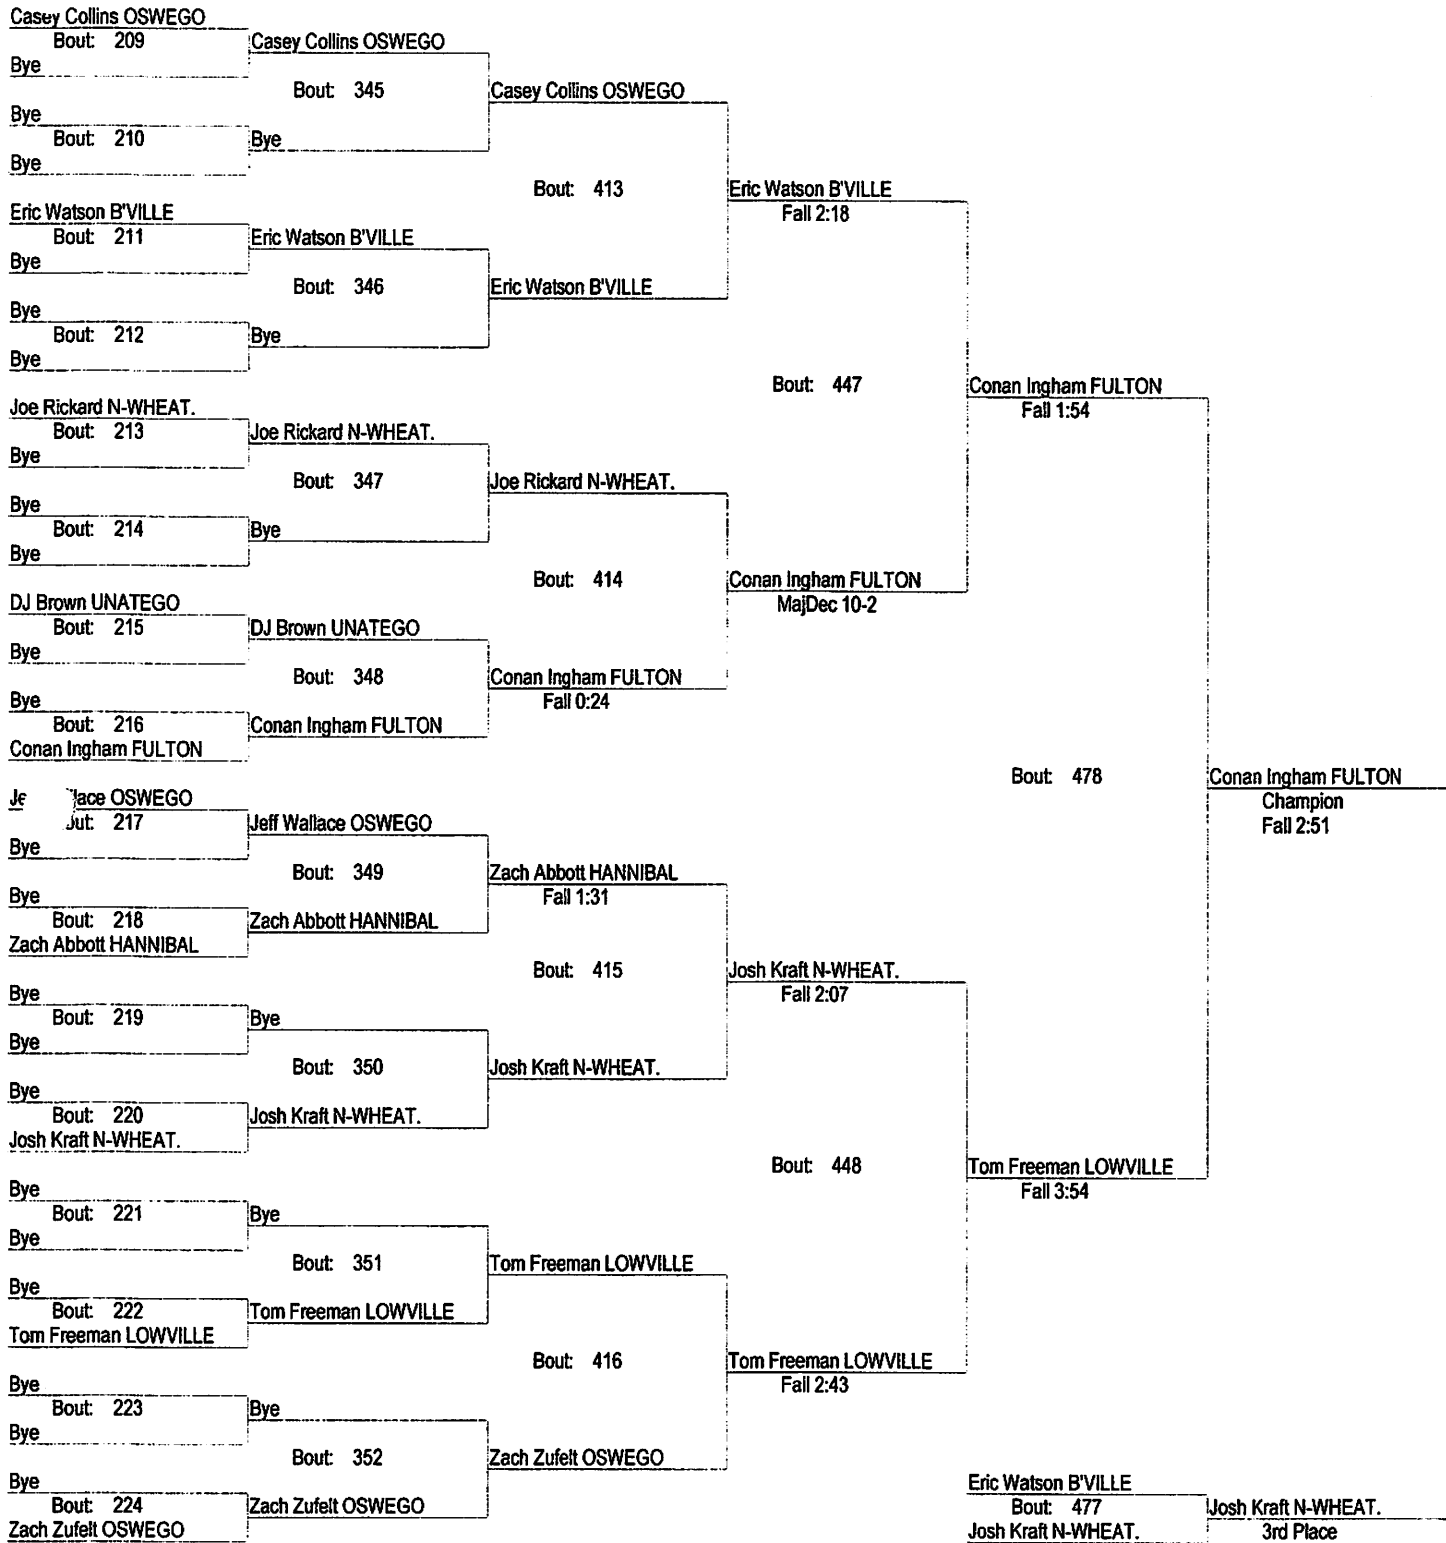 Casey Collins OSWEGO
Bout: 209
Bye
Bye
Bout: 210
Bye
Eric Watson B'VILLE
Bout: 211
Bye
Bye
Bout: 212
Bye
Joe Rickard N-WHEAT.
Bout: 213
Bye
Bye
Bout: 214
Bye
DJ Brown UNATEGO
Bout: 215
Bye
Bye
Bout: 216
Conan Ingham FULTON
Je lace OSWEGO
out: 217
Bye
Bye
Bout: 218
Zach Abbott HANNIBAL
Bye
Bout: 219
Bye
Bye
Bout: 220
Josh Kraft N-WHEAT.
Bye
Bout: 221
Bye
Bye
Bout: 222
Tom Freeman LOWVILLE
Bye
Bout: 223
Bye
Bye
Bout: 224
Zach Zufelt OSWEGO
Casey Collins OSWEGO
Bout: 345
Bye
Eric Watson B'VILLE
Bout: 346
Bye
Joe Rickard N-WHEAT.
Bout: 347
Bye
DJ Brown UNATEGO
Bout: 348
Conan Ingham FULTON
Jeff Wallace OSWEGO
Bout: 349
Zach Abbott HANNIBAL
Bye
Bout: 350
Josh Kraft N-WHEAT.
Bye
Bout: 351
Tom Freeman LOWVILLE
Bye
Bout: 352
Zach Zufelt OSWEGO
Casey Collins OSWEGO
Bout: 413
Eric Watson B'VILLE
Joe Rickard N-WHEAT.
Bout: 414
Conan Ingham FULTON
Fall 0:24
Zach Abbott HANNIBAL
Fall 1:31
Bout: 415
Josh Kraft N-WHEAT.
Tom Freeman LOWVILLE
Bout: 416
Zach Zufelt OSWEGO
Eric Watson B'VILLE
Fall 2:18
Bout: 447
Conan Ingham FULTON
MajDec 10-2
Josh Kraft N-WHEAT.
Fall 2:07
Bout: 448
Tom Freeman LOWVILLE
Fall 2:43
Conan Ingham FULTON
Fall 1:54
Bout: 478
Tom Freeman LOWVILLE
Fall 3:54
Conan Ingham FULTON
Champion
Fall 2:51
Eric Watson B'VILLE
Bout: 477
Josh Kraft N-WHEAT.
Josh Kraft N-WHEAT.
3rd Place